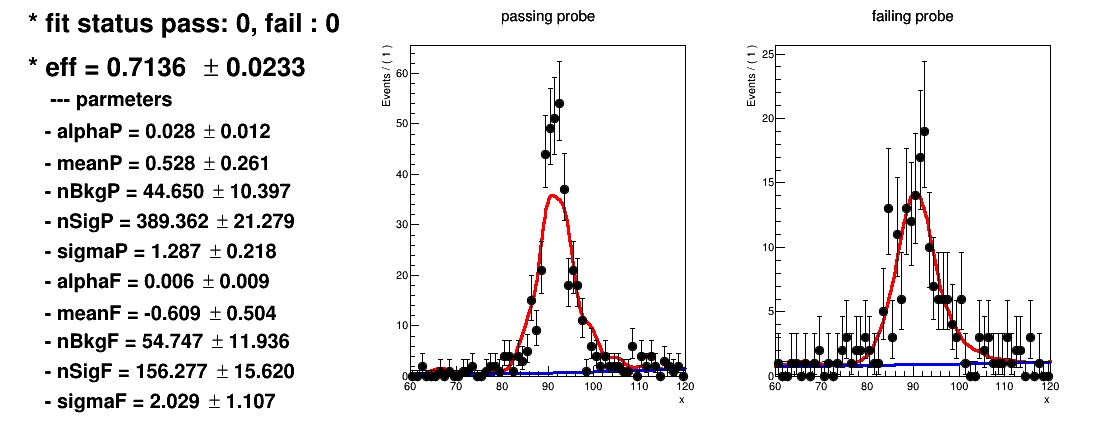 * fit status pass: 0, fail : 0
* eff = 0.7136 ± 0.0233
--- parmeters
- alphaP = 0.028 ± 0.012
- meanP = 0.528 ± 0.261
- nBkgP = 44.650 ± 10.397
- nSigP = 389.362 ± 21.279
- sigmaP = 1.287 ± 0.218
- alphaF = 0.006 ± 0.009
- meanF = -0.609 ± 0.504
- nBkgF = 54.747 ± 11.936
- nSigF = 156.277 ± 15.620
- sigmaF = 2.029 ± 1.107
passing probe
Events / ( 1 )
60
50
40
30
20
10
0
60 70 80 90 100 110 120
x
failing probe
Events / ( 1 )
25
20
15
10
5
0
60 70 80 90 100 110 120
x